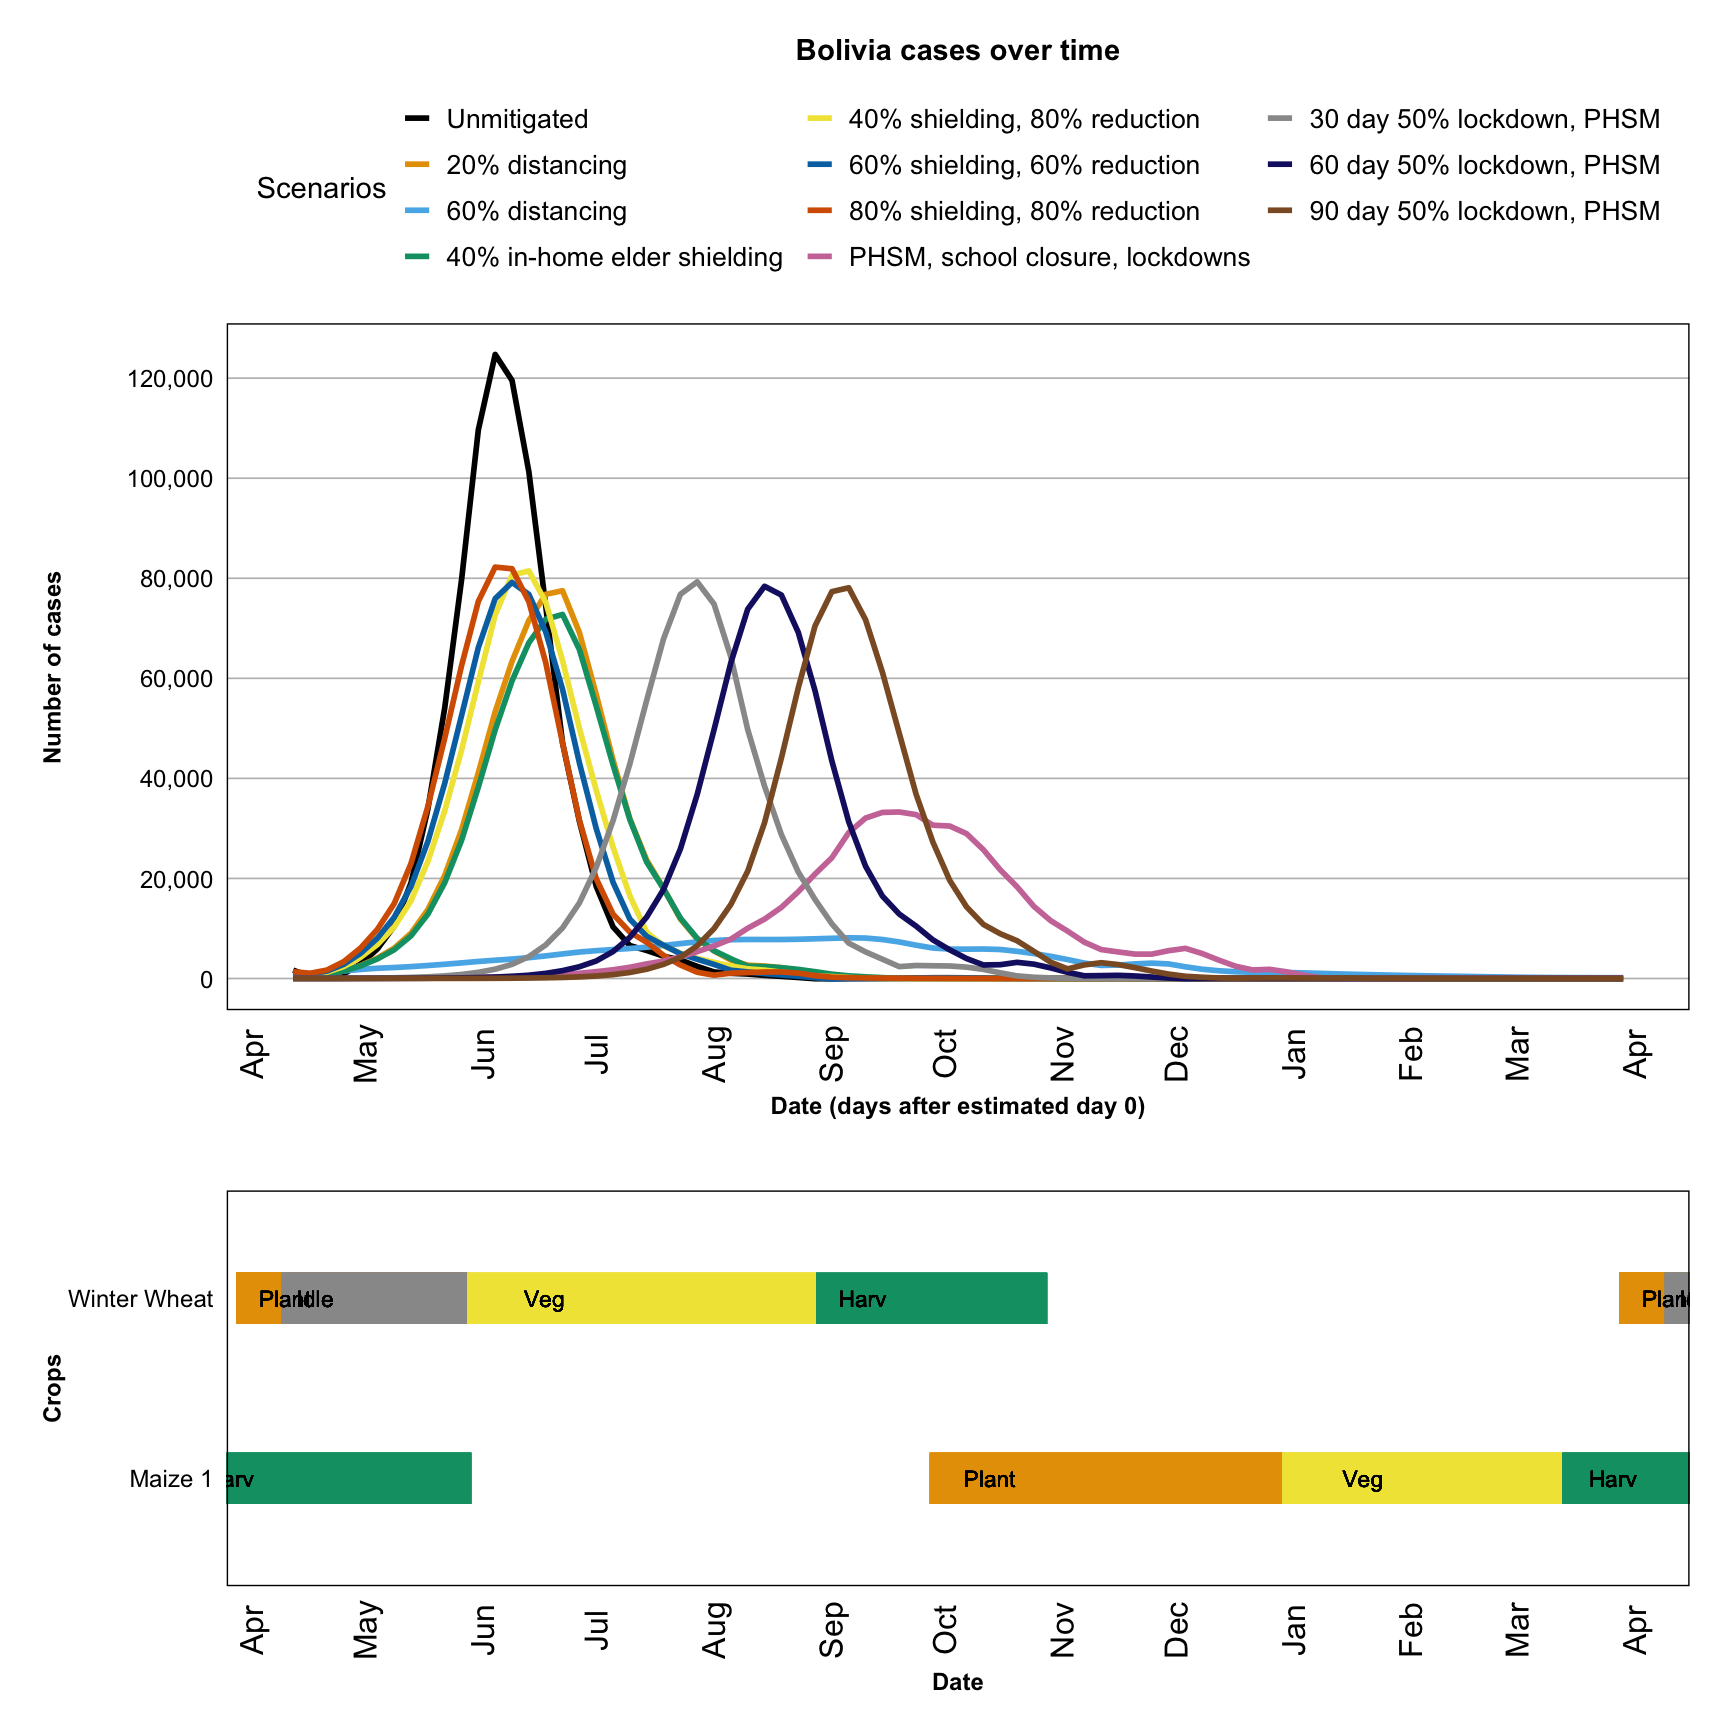 Bolivia cases over time
Scenarios
Unmitigated
20% distancing
60% distancing
40% in-home elder shielding
40% shielding, 80% reduction
60% shielding, 60% reduction
80% shielding, 80% reduction
PHSM, school closure, lockdowns
30 day 50% lockdown, PHSM
60 day 50% lockdown, PHSM
90 day 50% lockdown, PHSM
Number of cases
120,000
100,000
80,000
60,000
40,000
20,000
0
Apr May Jun Jul Aug Sep Oct Nov Dec Jan Feb Mar Apr
Date (days after estimated day 0)
Crops
Winter Wheat
Plant Idle Veg Harv Plant
Maize 1
arv Plant Veg Harv
Apr May Jun Jul Aug Sep Oct Nov Dec Jan Feb Mar Apr
Date